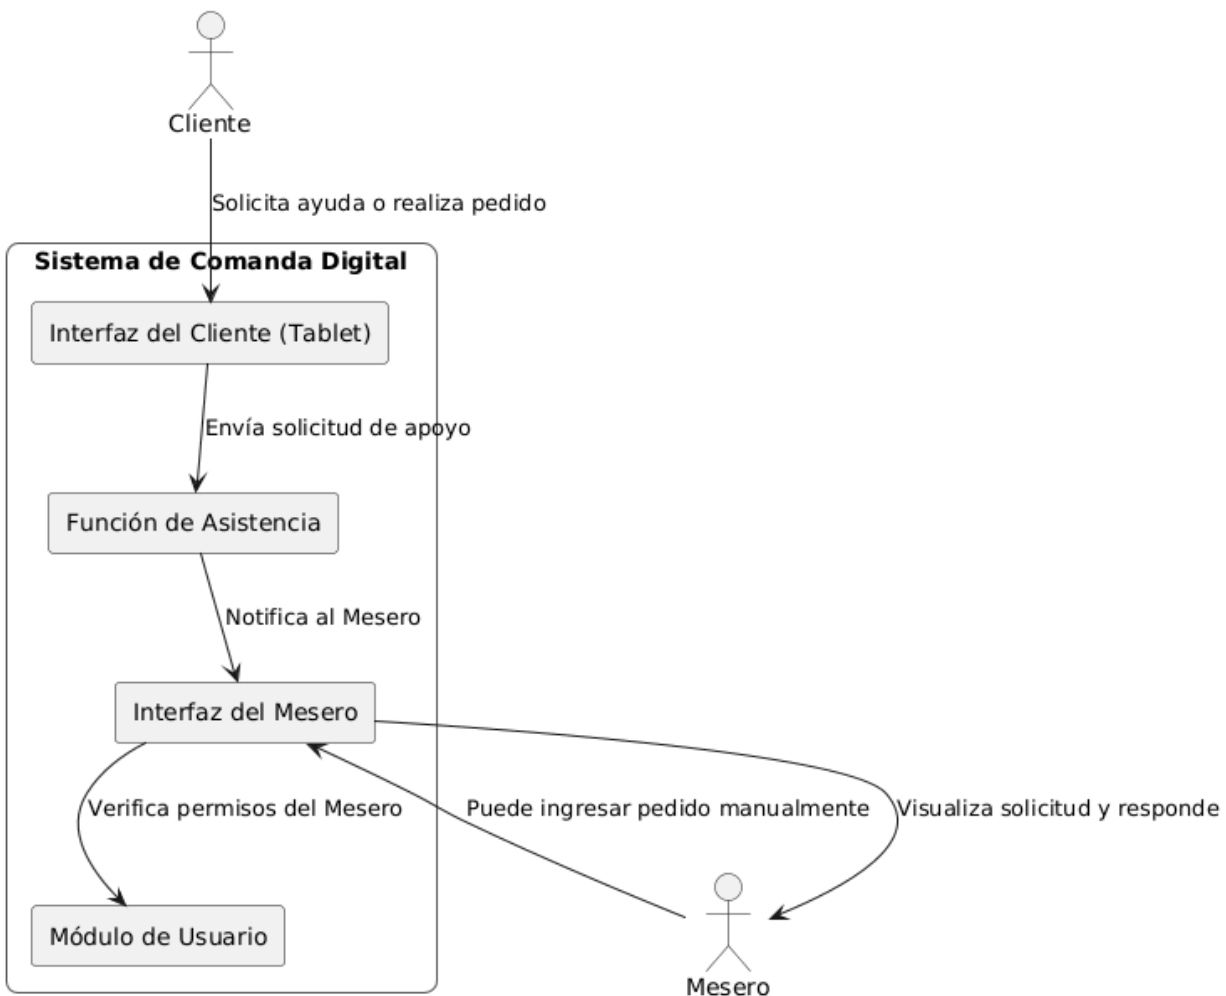 Cliente
Solicita ayuda o realiza pedido
Sistema de Comanda Digital
Interfaz del Cliente (Tablet)
Envía solicitud de apoyo
Función de Asistencia
Notifica al Mesero
Interfaz del Mesero
Verifica permisos del Mesero
Puede ingresar pedido manualmente
Visualiza solicitud y responde
Módulo de Usuario
Mesero